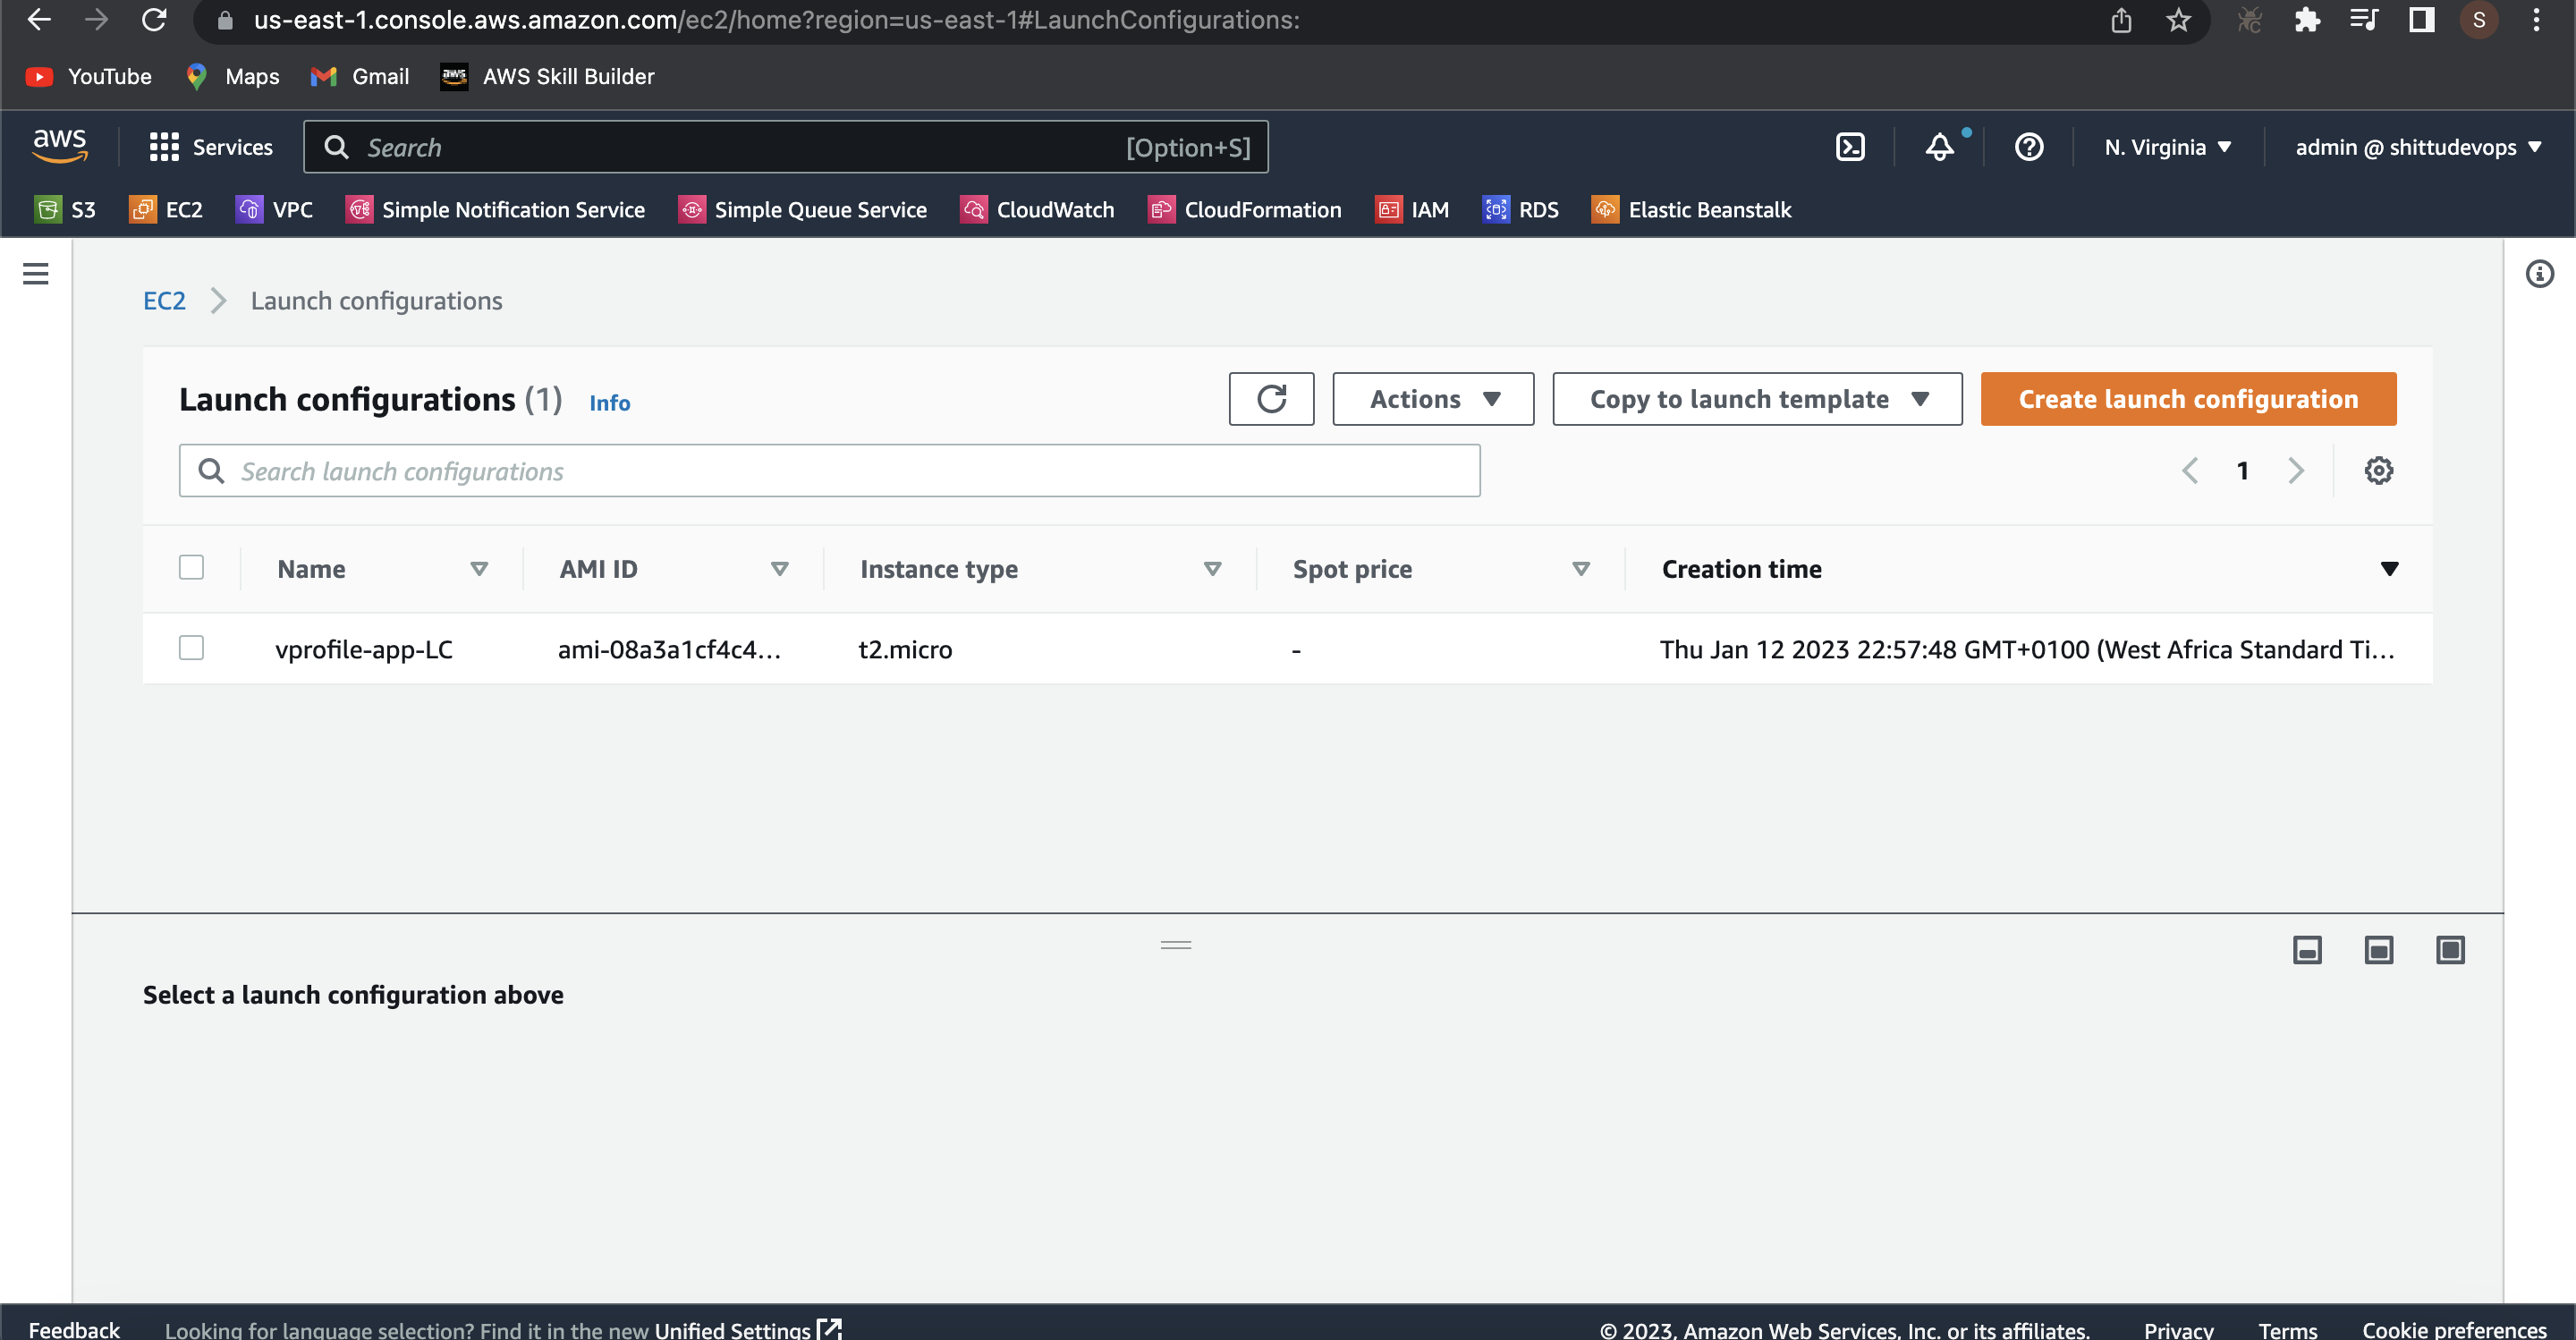 us-east-1.console.aws.amazon.com/ec2/home?region=us-east-1#LaunchConfigurations:
S
YouTube Maps Gmail aws AWS Skill Builder
aws Services Search [Option+S] N. Virginia admin @ shittudevops
S3 EC2 VPC Simple Notification Service Simple Queue Service CloudWatch CloudFormation IAM RDS Elastic Beanstalk
EC2 Launch configurations
Launch configurations (1) Info Actions Copy to launch template Create launch configuration
Search launch configurations 1
Name AMI ID Instance type Spot price Creation time
vprofile-app-LC ami-08a3a1cf4c4... t2.micro - Thu Jan 12 2023 22:57:48 GMT+0100 (West Africa Standard Ti...
Select a launch configuration above
Feedback Looking for language selection? Find it in the new Unified Settings © 2023, Amazon Web Services, Inc. or its affiliates. Privacy Terms Cookie preferences